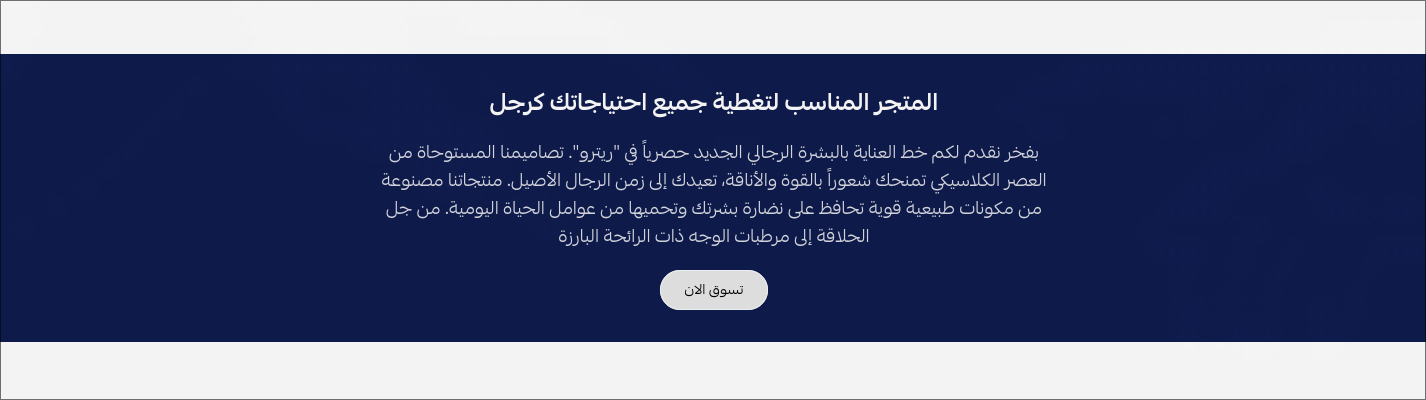 المتجر المناسب لتغطية جميع احتياجاتك كرجل
بفخر نقدم لكم خط العناية بالبشرة الرجالي الجديد حصرياً في "ريترو". تصاميمنا المستوحاة من
العصر الكلاسيكي تمنحك شعوراً بالقوة والأناقة، تعيدك إلى زمن الرجال الأصيل. منتجاتنا مصنوعة
من مكونات طبيعية قوية تحافظ على نضارة بشرتك وتحميها من عوامل الحياة اليومية. من جل
الحلاقة إلى مرطبات الوجه ذات الرائحة البارزة
تسوق الان